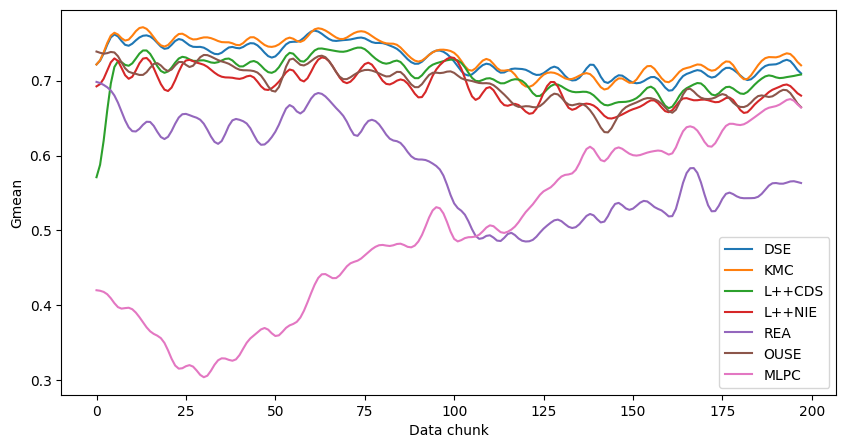 Gmean
0.7
0.6
0.5
0.4
0.3
0
25
50
75
100
125
150
175
200
Data chunk
DSE
KMC
L++CDS
L++NIE
REA
OUSE
MLPC